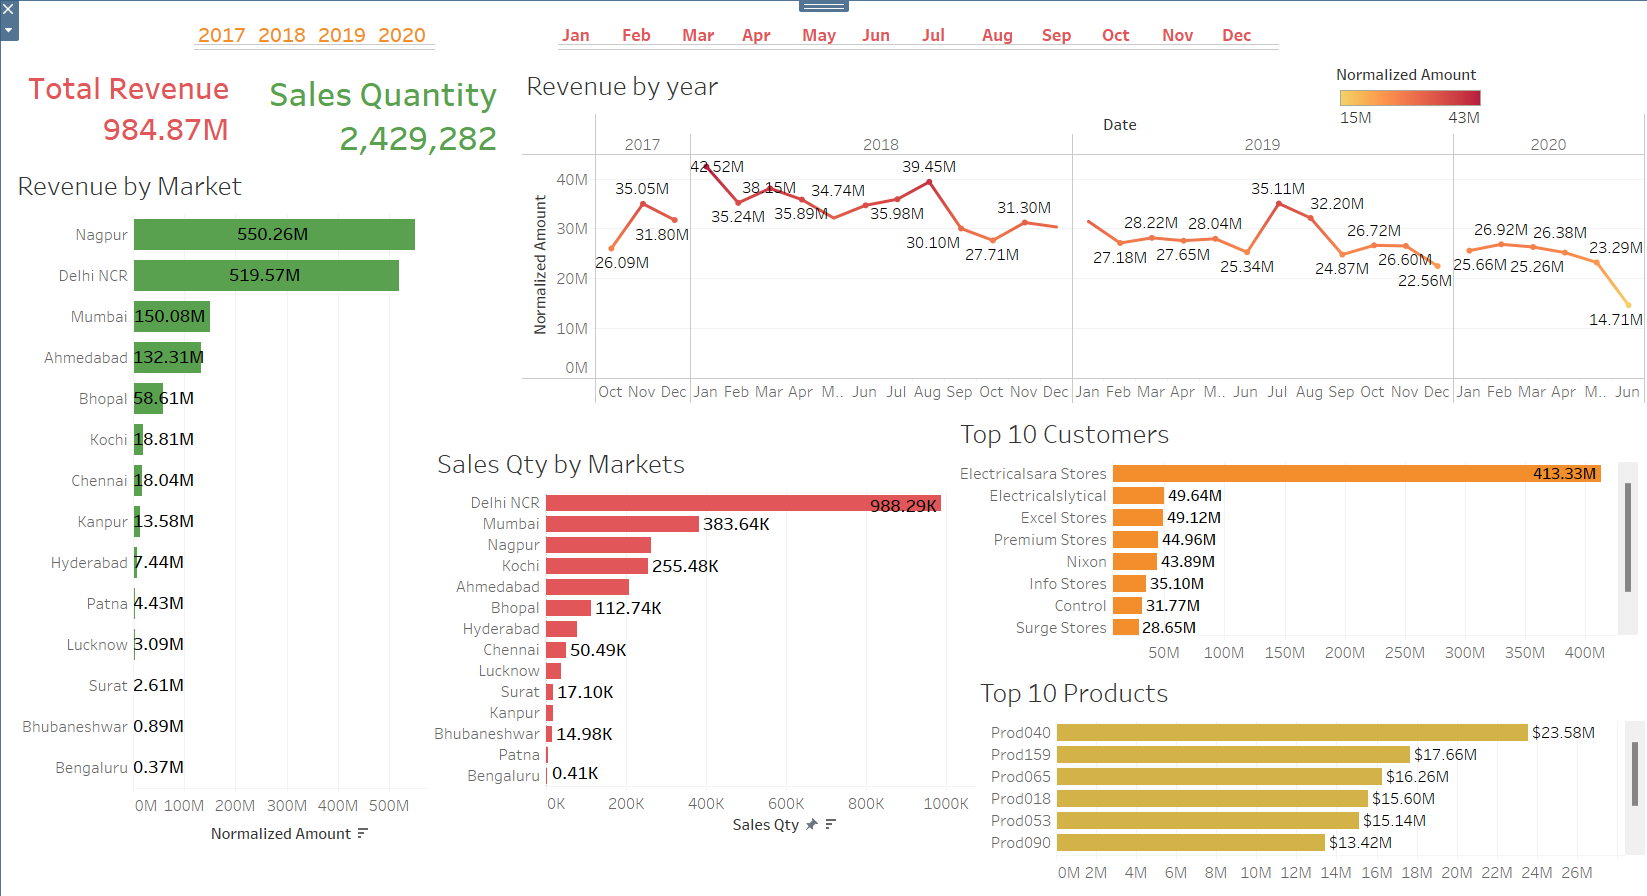 2017 2018 2019 2020
Jan Feb Mar Apr May Jun Jul Aug Sep Oct Nov Dec
Total Revenue
984.87M
Sales Quantity
2,429,282
Revenue by year
Normalized Amount
15M 43M
Date
2017 2018 2019 2020
Normalized Amount
40M
30M
20M
10M
0M
26.09M 35.05M 31.80M 42.52M 35.24M 38.15M 35.89M 34.74M 35.98M 39.45M 30.10M 27.71M 31.30M 27.18M 28.22M 27.65M 28.04M 25.34M 35.11M 32.20M 24.87M 26.72M 26.60M 22.56M 25.66M 26.92M 25.26M 26.38M 23.29M 14.71M
Oct Nov Dec Jan Feb Mar Apr M.. Jun Jul Aug Sep Oct Nov Dec Jan Feb Mar Apr M.. Jun Jul Aug Sep Oct Nov Dec Jan Feb Mar Apr M.. Jun
Revenue by Market
Nagpur 550.26M
Delhi NCR 519.57M
Mumbai 150.08M
Ahmedabad 132.31M
Bhopal 58.61M
Kochi 18.81M
Chennai 18.04M
Kanpur 13.58M
Hyderabad 7.44M
Patna 4.43M
Lucknow 3.09M
Surat 2.61M
Bhubaneshwar 0.89M
Bengaluru 0.37M
0M 100M 200M 300M 400M 500M
Normalized Amount
Sales Qty by Markets
Delhi NCR 988.29K
Mumbai 383.64K
Nagpur
Kochi 255.48K
Ahmedabad
Bhopal 112.74K
Hyderabad
Chennai 50.49K
Lucknow
Surat 17.10K
Kanpur
Bhubaneshwar 14.98K
Patna
Bengaluru 0.41K
0K 200K 400K 600K 800K 1000K
Sales Qty
Top 10 Customers
Electricalsara Stores 413.33M
Electricalslytical 49.64M
Excel Stores 49.12M
Premium Stores 44.96M
Nixon 43.89M
Info Stores 35.10M
Control 31.77M
Surge Stores 28.65M
50M 100M 150M 200M 250M 300M 350M 400M
Top 10 Products
Prod040 $23.58M
Prod159 $17.66M
Prod065 $16.26M
Prod018 $15.60M
Prod053 $15.14M
Prod090 $13.42M
0M 2M 4M 6M 8M 10M 12M 14M 16M 18M 20M 22M 24M 26M